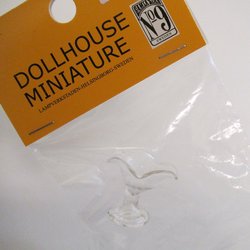 DOLLHOUSE
MINIATURE
LAMPVERKSTADEN-HELSINGBORG-SWEDEN
No 9